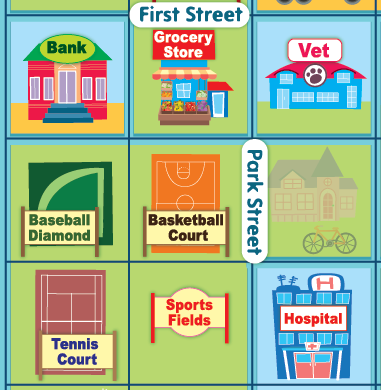 First Street
Bank
Grocery
Store
Vet
Park Street
Baseball
Diamond
Basketball
Court
Tennis
Court
Sports
Fields
H
Hospital